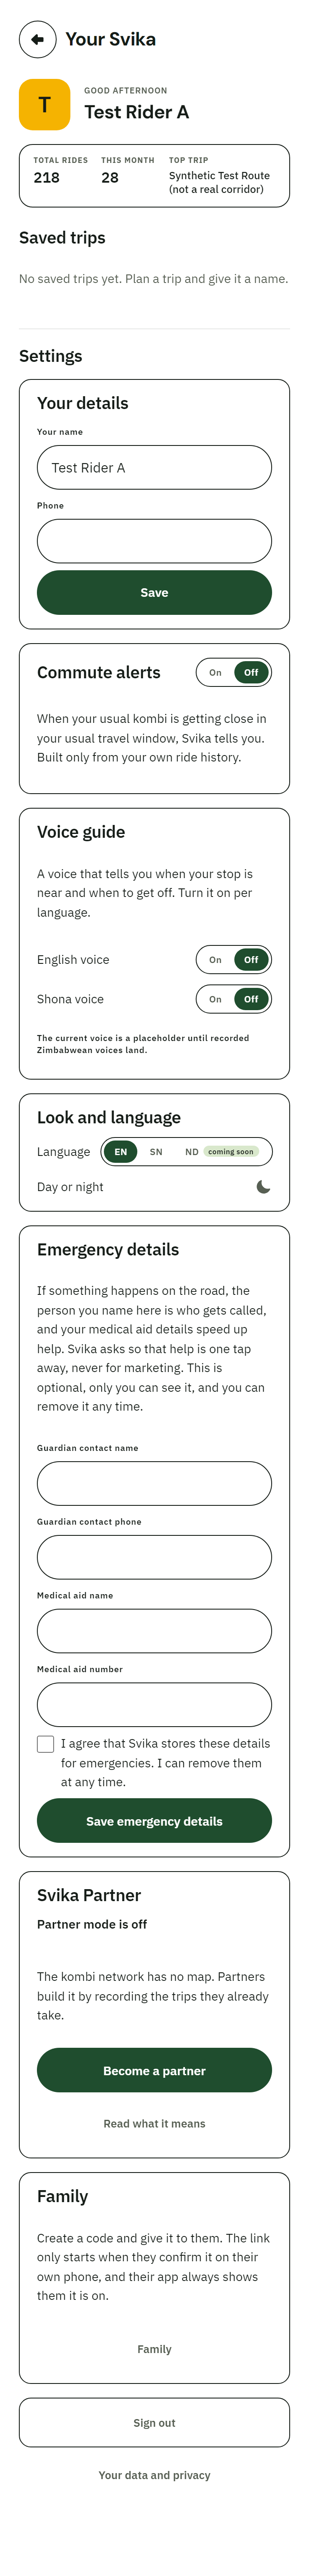 Your Svika
T
GOOD AFTERNOON
Test Rider A
TOTAL RIDES
218
THIS MONTH
28
TOP TRIP
Synthetic Test Route
(not a real corridor)
Saved trips
No saved trips yet. Plan a trip and give it a name.
Settings
Your details
Your name
Test Rider A
Phone
Save
Commute alerts
On Off
When your usual kombi is getting close in
your usual travel window, Svika tells you.
Built only from your own ride history.
Voice guide
A voice that tells you when your stop is
near and when to get off. Turn it on per
language.
English voice On Off
Shona voice On Off
The current voice is a placeholder until recorded
Zimbabwean voices land.
Look and language
Language EN SN ND coming soon
Day or night
Emergency details
If something happens on the road, the
person you name here is who gets called,
and your medical aid details speed up
help. Svika asks so that help is one tap
away, never for marketing. This is
optional, only you can see it, and you can
remove it any time.
Guardian contact name
Guardian contact phone
Medical aid name
Medical aid number
I agree that Svika stores these details
for emergencies. I can remove them
at any time.
Save emergency details
Svika Partner
Partner mode is off
The kombi network has no map. Partners
build it by recording the trips they already
take.
Become a partner
Read what it means
Family
Create a code and give it to them. The link
only starts when they confirm it on their
own phone, and their app always shows
them it is on.
Family
Sign out
Your data and privacy